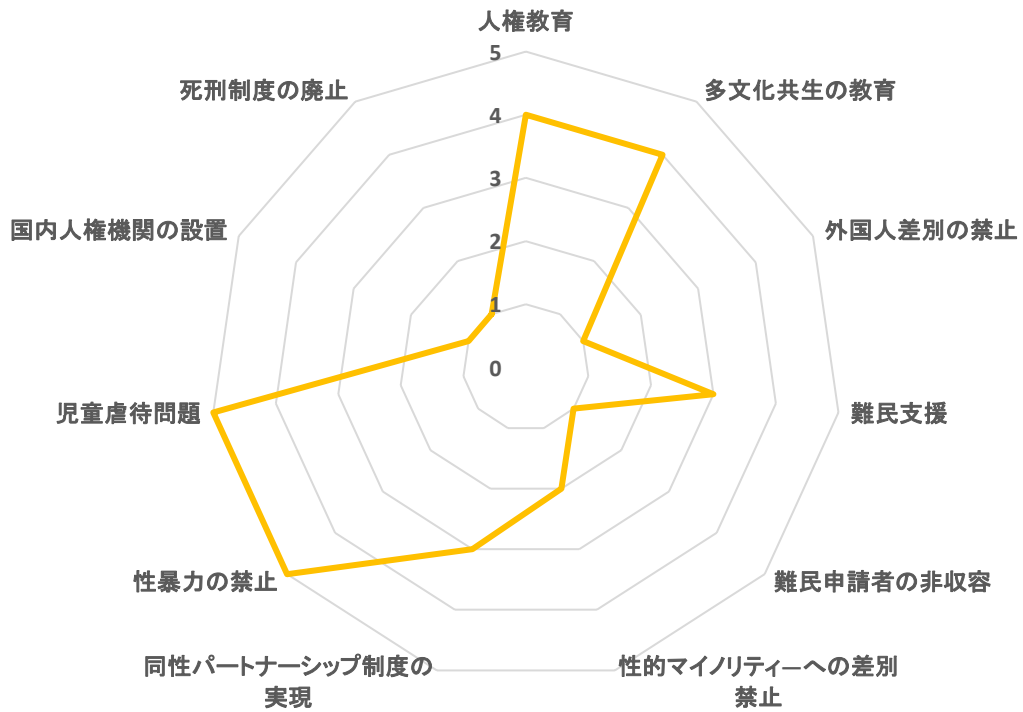 人権教育
多文化共生の教育
外国人差別の禁止
難民支援
難民申請者の非収容
性的マイノリティ―への差別
禁止
同性パートナーシップ制度の
実現
性暴力の禁止
児童虐待問題
国内人権機関の設置
死刑制度の廃止
5
4
3
2
1
0